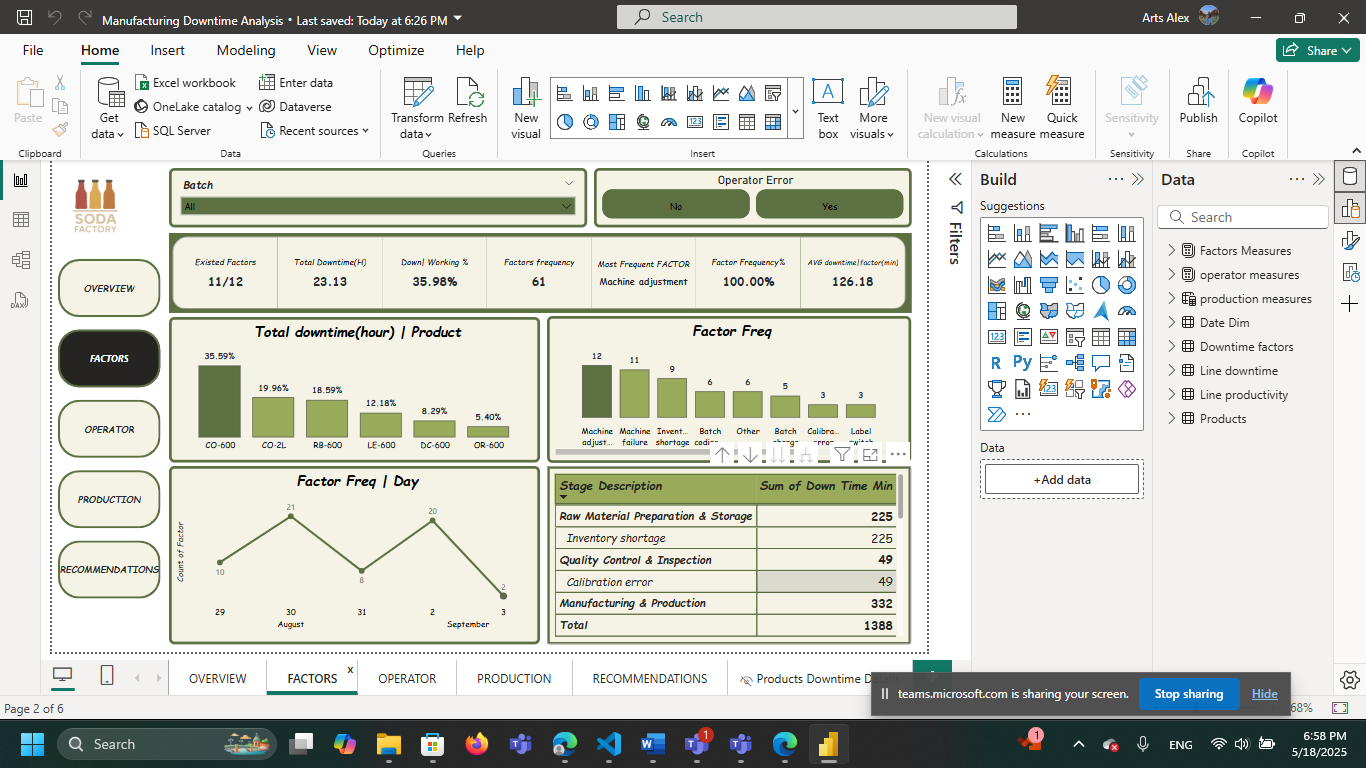 Manufacturing Downtime Analysis • Last saved: Today at 6:26 PM
Search
Arts Alex
File
Home
Insert
Modeling
View
Optimize
Help
Share
Paste
Get data
Excel workbook
OneLake catalog
SQL Server
Enter data
Dataverse
Recent sources
Transform data
Refresh
New visual
Text box
More visuals
New visual calculation
New measure
Quick measure
Sensitivity
Publish
Copilot
Clipboard
Data
Queries
Insert
Calculations
Sensitivity
Share
Copilot
DAX
SODA
FACTORY
OVERVIEW
FACTORS
OPERATOR
PRODUCTION
RECOMMENDATIONS
Batch
All
Operator Error
No
Yes
Existed Factors
11/12
Total Downtime(H)
23.13
Down| Working %
35.98%
Factors frequency
61
Most Frequent FACTOR
Machine adjustment
Factor Frequency%
100.00%
AVG downtime|factor(min)
126.18
Total downtime(hour) | Product
35.59%
19.96%
18.59%
12.18%
8.29%
5.40%
CO-600
CO-2L
RB-600
LE-600
DC-600
OR-600
Factor Freq
12
11
9
6
6
5
3
3
Machine adjust...
Machine failure
Invent... shortage
Batch
Other
Batch
Calibra...
Label
Factor Freq | Day
Count of Factor
10
21
8
20
2
29
30
31
2
3
August
September
Stage Description
Sum of Down Time Min
Raw Material Preparation & Storage 225
Inventory shortage 225
Quality Control & Inspection 49
Calibration error 49
Manufacturing & Production 332
Total 1388
Filters
Build
Suggestions
R
Py
123
Data
+Add data
Data
Search
Factors Measures
operator measures
production measures
Date Dim
Downtime factors
Line downtime
Line productivity
Products
OVERVIEW
FACTORS
x
OPERATOR
PRODUCTION
RECOMMENDATIONS
Products Downtime De
teams.microsoft.com is sharing your screen.
Stop sharing
Hide
Page 2 of 6
68%
Search
1
1
ENG
6:58 PM
5/18/2025